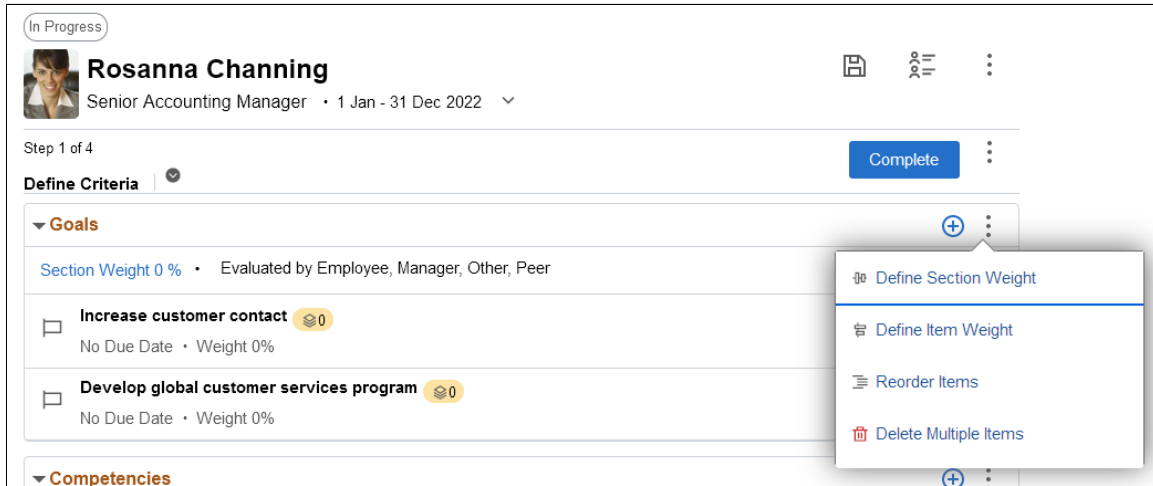 In Progress
Rosanna Channing
Senior Accounting Manager • 1 Jan - 31 Dec 2022
Step 1 of 4
Complete
Define Criteria
Goals
Section Weight 0 % • Evaluated by Employee, Manager, Other, Peer
Increase customer contact 0
No Due Date • Weight 0%
Develop global customer services program 0
No Due Date • Weight 0%
Define Section Weight
Define Item Weight
Reorder Items
Delete Multiple Items
Competencies